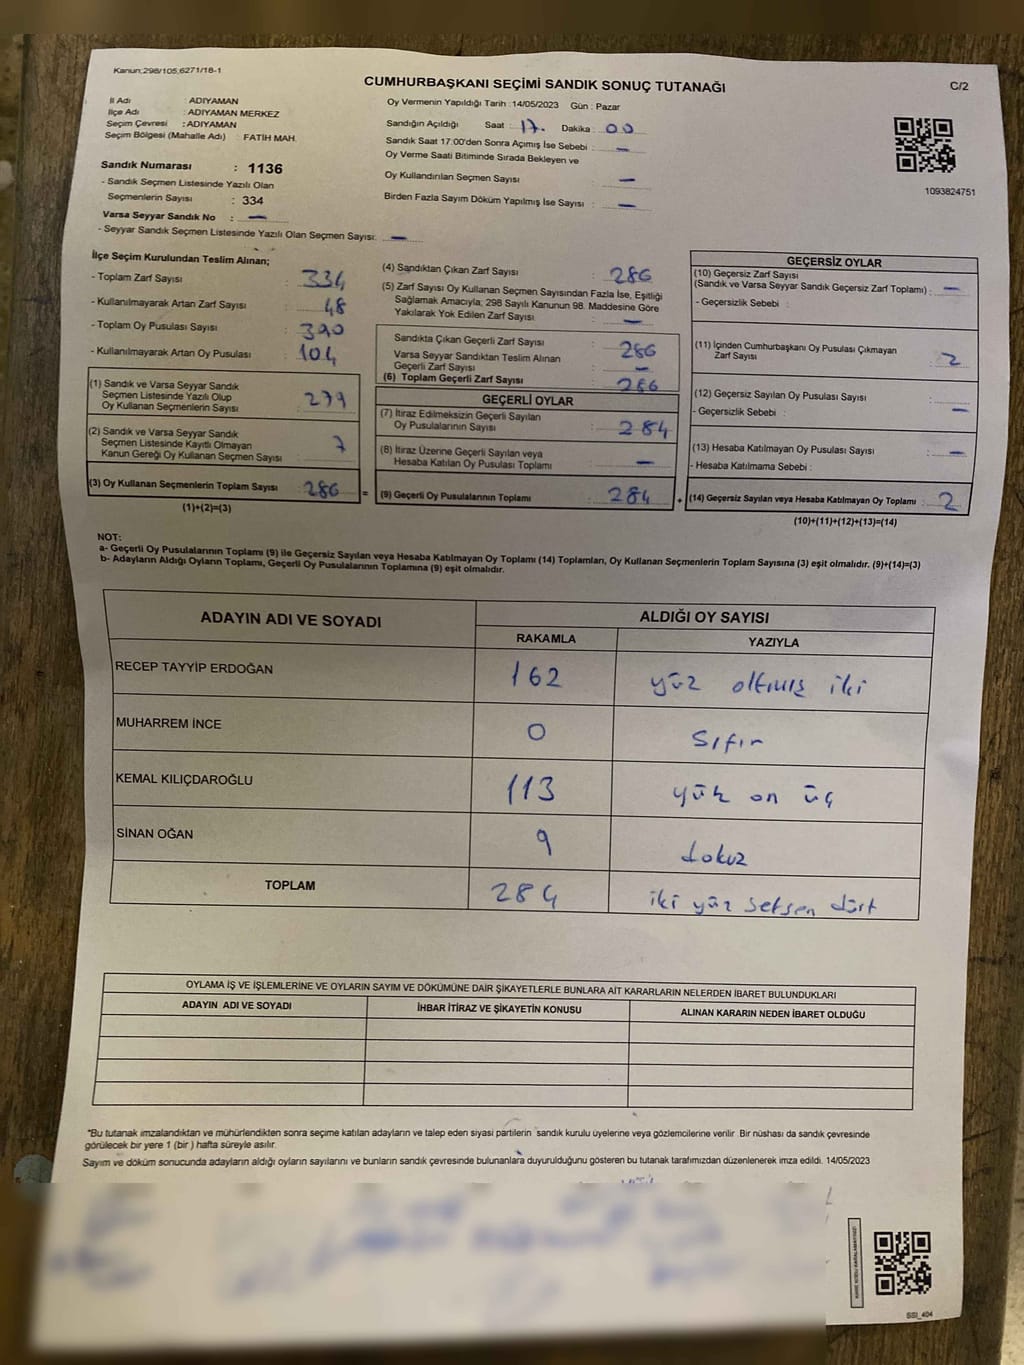 Kanun;298/105;6271/18-1
CUMHURBAŞKANI SEÇİMİ SANDIK SONUÇ TUTANAĞI
C/2
İl Adı : ADIYAMAN
İlçe Adı : ADIYAMAN MERKEZ
Seçim Çevresi : ADIYAMAN
Seçim Bölgesi (Mahalle Adı) : FATİH MAH.
Sandık Numarası : 1136
- Sandık Seçmen Listesinde Yazılı Olan
Seçmenlerin Sayısı : 334
Varsa Seyyar Sandık No : —
- Seyyar Sandık Seçmen Listesinde Yazılı Olan Seçmen Sayısı: —
Oy Vermenin Yapıldığı Tarih : 14/05/2023 Gün : Pazar
Sandığın Açıldığı Saat : 17. Dakika : 00
Sandık Saat 17.00'den Sonra Açımış İse Sebebi : —
Oy Verme Saati Bitiminde Sırada Bekleyen ve
Oy Kullandırılan Seçmen Sayısı —
Birden Fazla Sayım Döküm Yapılmış İse Sayısı : —
1093824751
İlçe Seçim Kurulundan Teslim Alınan;
- Toplam Zarf Sayısı : 334
- Kullanılmayarak Artan Zarf Sayısı : 48
- Toplam Oy Pusulası Sayısı : 390
- Kullanılmayarak Artan Oy Pusulası : 104
(1) Sandık ve Varsa Seyyar Sandık
Seçmen Listesinde Yazılı Olup
Oy Kullanan Seçmenlerin Sayısı : 279
(2) Sandık ve Varsa Seyyar Sandık
Seçmen Listesinde Kayıtlı Olmayan
Kanun Gereği Oy Kullanan Seçmen Sayısı : 7
(3) Oy Kullanan Seçmenlerin Toplam Sayısı : 286 =
(1)+(2)=(3)
(4) Sandıktan Çıkan Zarf Sayısı : 286
(5) Zarf Sayısı Oy Kullanan Seçmen Sayısından Fazla İse, Eşitliği
Sağlamak Amacıyla; 298 Sayılı Kanunun 98. Maddesine Göre
Yakılarak Yok Edilen Zarf Sayısı : —
Sandıkta Çıkan Geçerli Zarf Sayısı : 286
Varsa Seyyar Sandıktan Teslim Alınan
Geçerli Zarf Sayısı : —
(6) Toplam Geçerli Zarf Sayısı : 286
GEÇERLİ OYLAR
(7) İtiraz Edilmeksizin Geçerli Sayılan
Oy Pusulalarının Sayısı : 284
(8) İtiraz Üzerine Geçerli Sayılan veya
Hesaba Katılan Oy Pusulası Toplamı : —
(9) Geçerli Oy Pusulalarının Toplamı : 284 +
GEÇERSİZ OYLAR
(10) Geçersiz Zarf Sayısı
(Sandık ve Varsa Seyyar Sandık Geçersiz Zarf Toplamı) : —
- Geçersizlik Sebebi :
(11) İçinden Cumhurbaşkanı Oy Pusulası Çıkmayan
Zarf Sayısı : 2
(12) Geçersiz Sayılan Oy Pusulası Sayısı : —
- Geçersizlik Sebebi :
(13) Hesaba Katılmayan Oy Pusulası Sayısı : —
- Hesaba Katılmama Sebebi :
(14) Geçersiz Sayılan veya Hesaba Katılmayan Oy Toplamı : 2
(10)+(11)+(12)+(13)=(14)
NOT:
a- Geçerli Oy Pusulalarının Toplamı (9) ile Geçersiz Sayılan veya Hesaba Katılmayan Oy Toplamı (14) Toplamları, Oy Kullanan Seçmenlerin Toplam Sayısına (3) eşit olmalıdır. (9)+(14)=(3)
b- Adayların Aldığı Oyların Toplamı, Geçerli Oy Pusulalarının Toplamına (9) eşit olmalıdır.
ADAYIN ADI VE SOYADI
ALDIĞI OY SAYISI
RAKAMLA YAZIYLA
RECEP TAYYİP ERDOĞAN 162 yüz altmış iki
MUHARREM İNCE 0 Sıfır
KEMAL KILIÇDAROĞLU 113 yüz on üç
SİNAN OĞAN 9 dokuz
TOPLAM 284 iki yüz seksen dört
OYLAMA İŞ VE İŞLEMLERİNE VE OYLARIN SAYIM VE DÖKÜMÜNE DAİR ŞİKAYETLERLE BUNLARA AİT KARARLARIN NELERDEN İBARET BULUNDUKLARI
ADAYIN ADI VE SOYADI İHBAR İTİRAZ VE ŞİKAYETİN KONUSU ALINAN KARARIN NEDEN İBARET OLDUĞU
*Bu tutanak imzalandıktan ve mühürlendikten sonra seçime katılan adayların ve talep eden siyasi partilerin sandık kurulu üyelerine veya gözlemcilerine verilir. Bir nüshası da sandık çevresinde
görülecek bir yere 1 (bir ) hafta süreyle asılır.
Sayım ve döküm sonucunda adayların aldığı oyların sayılarını ve bunların sandık çevresinde bulunanlara duyurulduğunu gösteren bu tutanak tarafımızdan düzenlenerek imza edildi. 14/05/2023
SSI_404